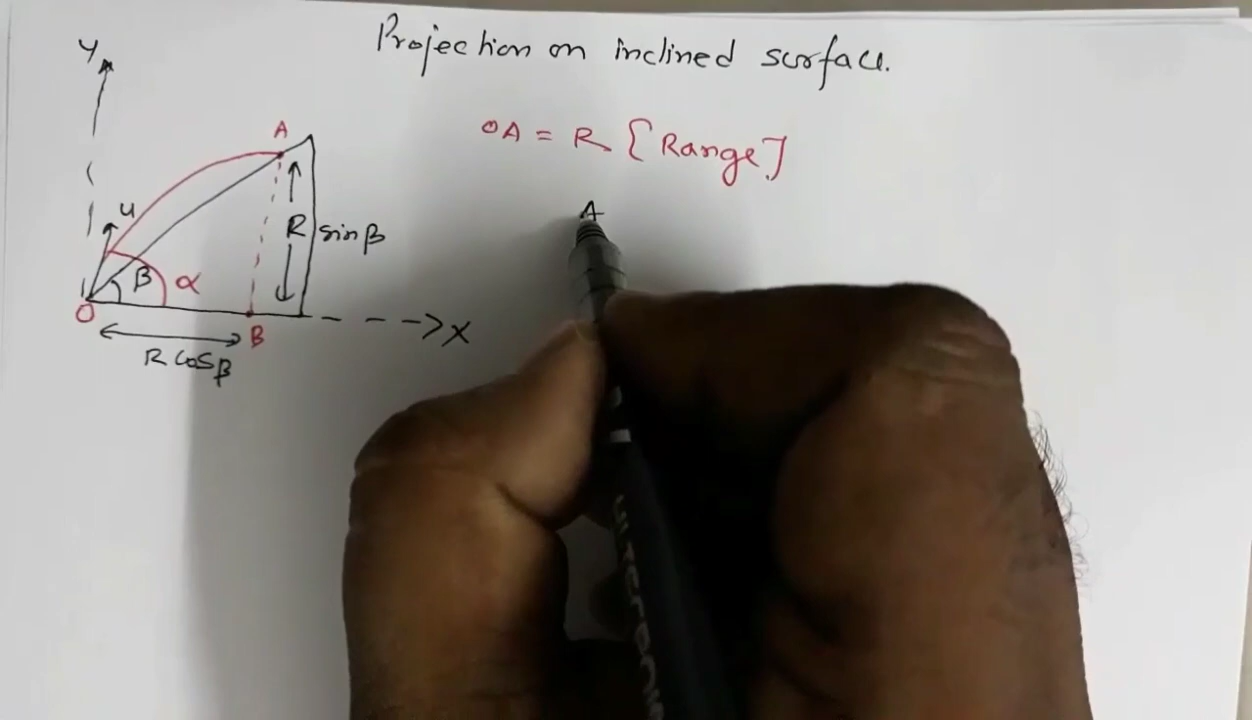 Projection on inclined surface.
y
A
OA = R [Range]
A
u
R sinβ
β
α
O
B
x
R cosβ